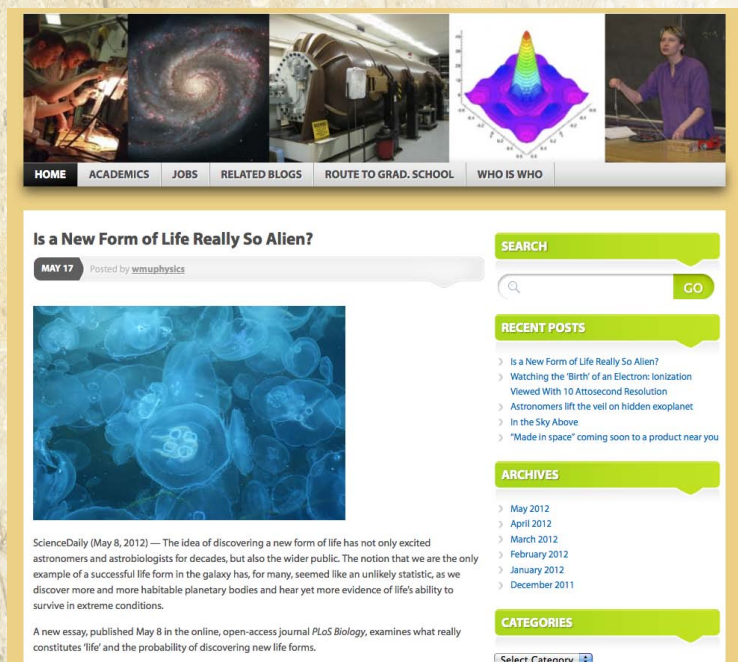 HOME ACADEMICS JOBS RELATED BLOGS ROUTE TO GRAD. SCHOOL WHO IS WHO
Is a New Form of Life Really So Alien?
MAY 17 Posted by wmuphysics
ScienceDaily (May 8, 2012) — The idea of discovering a new form of life has not only excited
astronomers and astrobiologists for decades, but also the wider public. The notion that we are the only
example of a successful life form in the galaxy has, for many, seemed like an unlikely statistic, as we
discover more and more habitable planetary bodies and hear yet more evidence of life's ability to
survive in extreme conditions.
A new essay, published May 8 in the online, open-access journal PLoS Biology, examines what really
constitutes 'life' and the probability of discovering new life forms.
SEARCH
GO
RECENT POSTS
Is a New Form of Life Really So Alien?
Watching the 'Birth' of an Electron: Ionization
Viewed With 10 Attosecond Resolution
Astronomers lift the veil on hidden exoplanet
In the Sky Above
"Made in space" coming soon to a product near you
ARCHIVES
May 2012
April 2012
March 2012
February 2012
January 2012
December 2011
CATEGORIES
Select Category